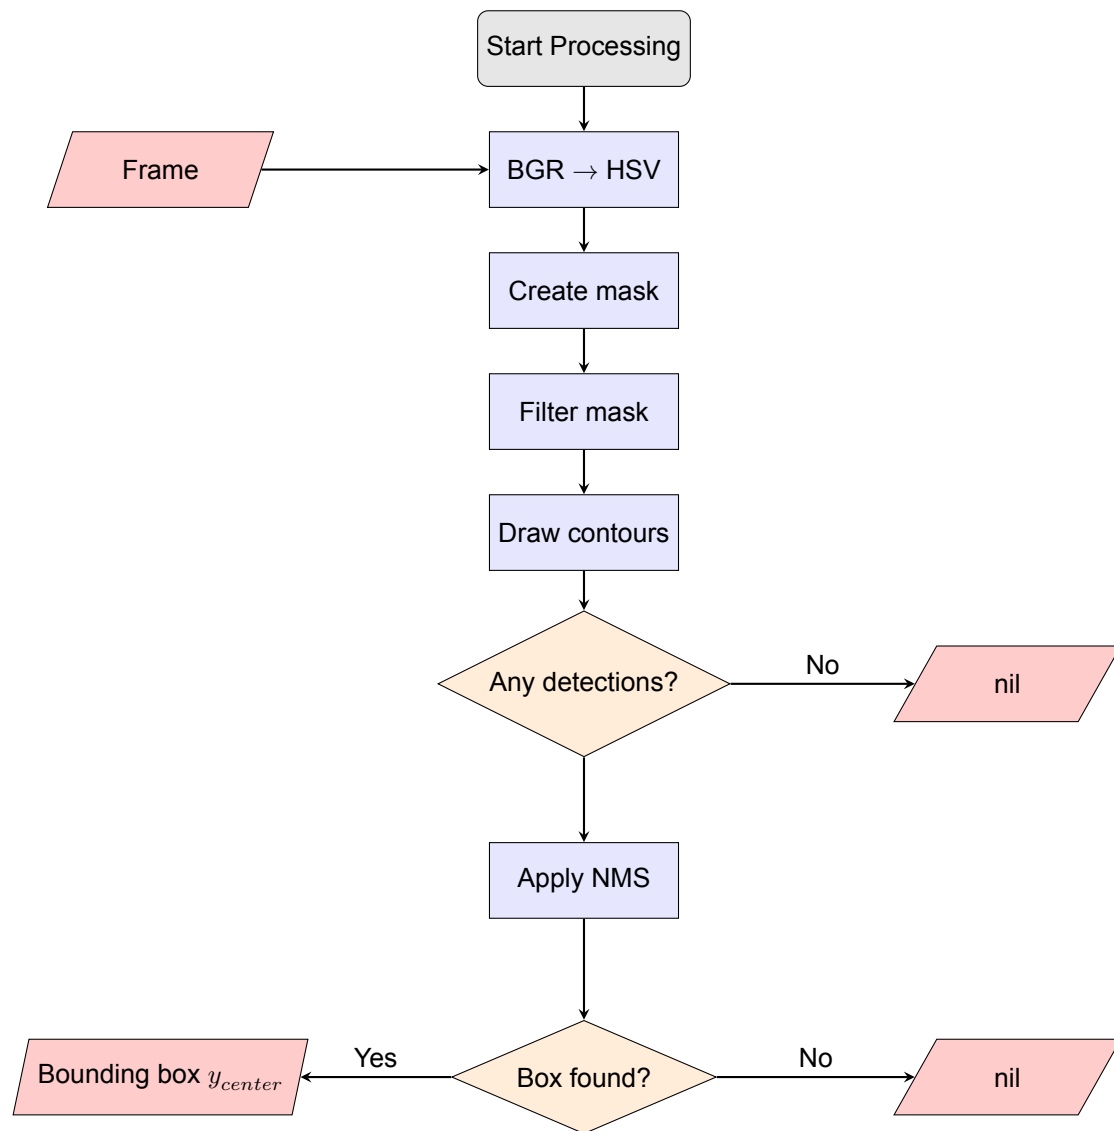 Start Processing
Frame
BGR → HSV
Create mask
Filter mask
Draw contours
Any detections?
No
nil
Apply NMS
Bounding box y_center
Yes
Box found?
No
nil